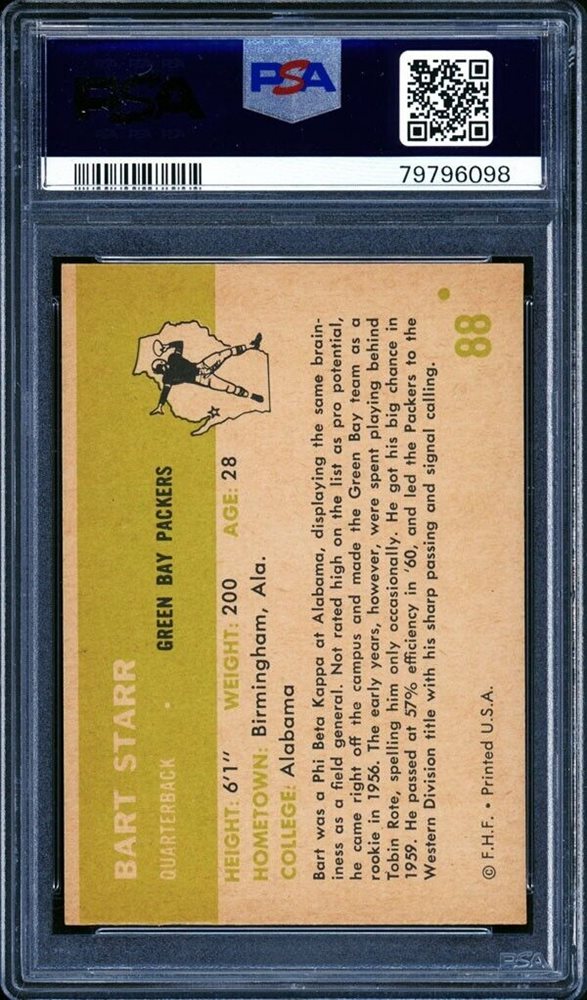 PSA
PSA
79796098
BART STARR
QUARTERBACK • GREEN BAY PACKERS
HEIGHT: 6'1" WEIGHT: 200 AGE: 28
HOMETOWN: Birmingham, Ala.
COLLEGE: Alabama
Bart was a Phi Beta Kappa at Alabama, displaying the same brain-
iness as a field general. Not rated high on the list as pro potential,
he came right off the campus and made the Green Bay team as a
rookie in 1956. The early years, however, were spent playing behind
Tobin Rote, spelling him only occasionally. He got his big chance in
1959. He passed at 57% efficiency in '60, and led the Packers to the
Western Division title with his sharp passing and signal calling.
88
© F.H.F. • Printed U.S.A.
PSA